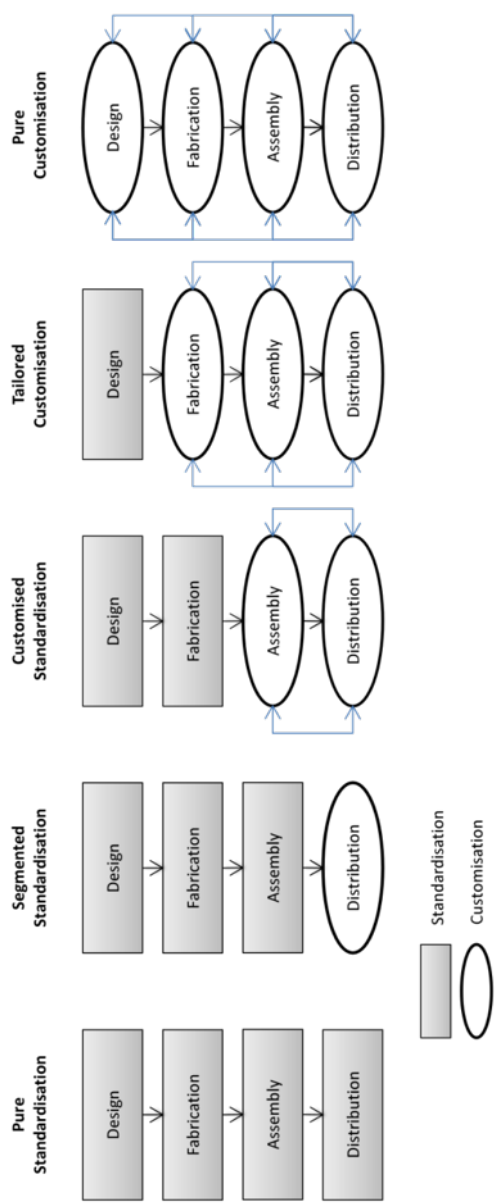 Pure
Standardisation
Design
Fabrication
Assembly
Distribution
Segmented
Standardisation
Design
Fabrication
Assembly
Distribution
Customised
Standardisation
Design
Fabrication
Assembly
Distribution
Tailored
Customisation
Design
Fabrication
Assembly
Distribution
Pure
Customisation
Design
Fabrication
Assembly
Distribution
Standardisation
Customisation